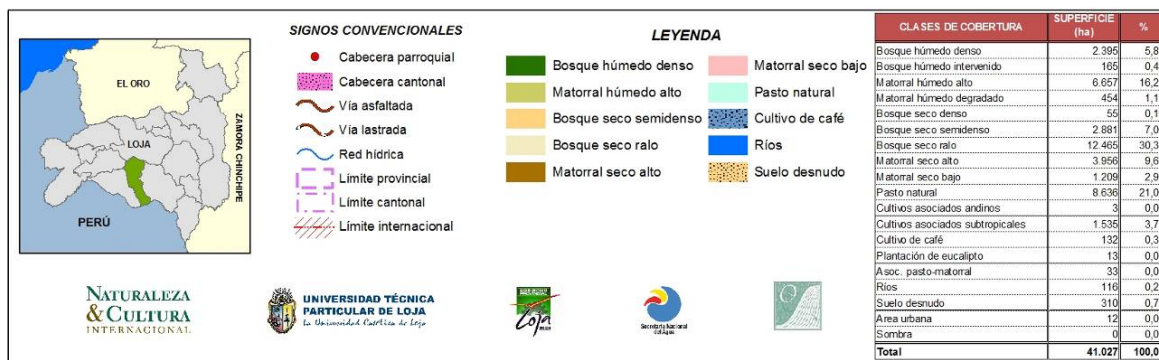 EL ORO
LOJA
ZAMORA CHINCHIPE
PERÚ
SIGNOS CONVENCIONALES
Cabecera parroquial
Cabecera cantonal
Vía asfaltada
Vía lastrada
Red hídrica
Límite provincial
Límite cantonal
Límite internacional
LEYENDA
Bosque húmedo denso
Matorral húmedo alto
Bosque seco semidenso
Bosque seco ralo
Matorral seco alto
Matorral seco bajo
Pasto natural
Cultivo de café
Ríos
Suelo desnudo
NATURALEZA
& CULTURA
INTERNACIONAL
UNIVERSIDAD TÉCNICA
PARTICULAR DE LOJA
La Universidad Católica de Loja
Loja
Secretaría Nacional
del Agua
CLASES DE COBERTURA SUPERFICIE (ha) %
Bosque húmedo denso 2.395 5,8
Bosque húmedo intervenido 165 0,4
Matorral húmedo alto 6.657 16,2
Matorral húmedo degradado 454 1,1
Bosque seco denso 55 0,1
Bosque seco semidenso 2.881 7,0
Bosque seco ralo 12.465 30,3
Matorral seco alto 3.956 9,6
Matorral seco bajo 1.209 2,9
Pasto natural 8.636 21,0
Cultivos asociados andinos 3 0,0
Cultivos asociados subtropicales 1.535 3,7
Cultivo de café 132 0,3
Plantación de eucalipto 13 0,0
Asoc. pasto-matorral 33 0,0
Ríos 116 0,2
Suelo desnudo 310 0,7
Area urbana 12 0,0
Sombra 0 0,0
Total 41.027 100,0